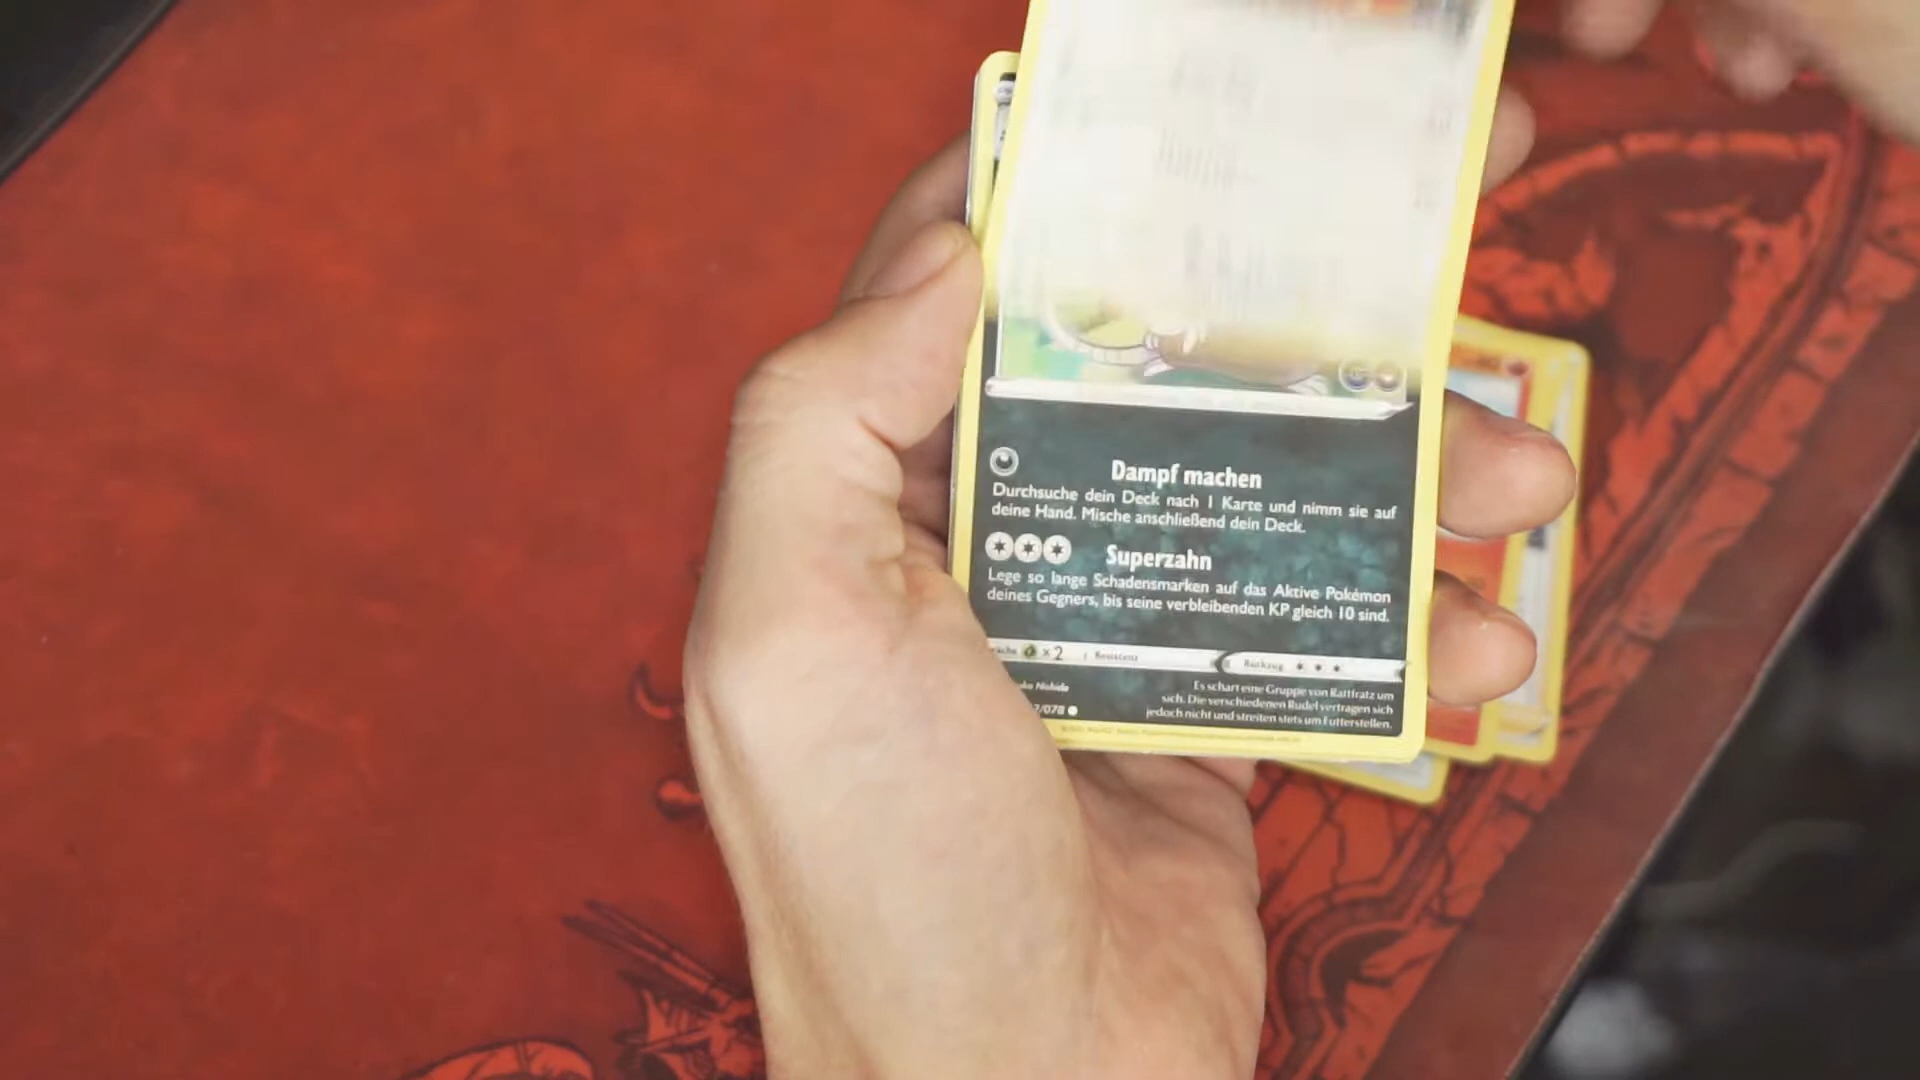 Dampf machen
Durchsuche dein Deck nach 1 Karte und nimm sie auf
deine Hand. Mische anschließend dein Deck.
Superzahn
Lege so lange Schadensmarken auf das Aktive Pokémon
deines Gegners, bis seine verbleibenden KP gleich 10 sind.
x2 Resistenz Rückzug
Nishida
/078
Es schart eine Gruppe von Rattfratz um
sich. Die verschiedenen Rudel vertragen sich
jedoch nicht und streiten stets um Futterstellen.